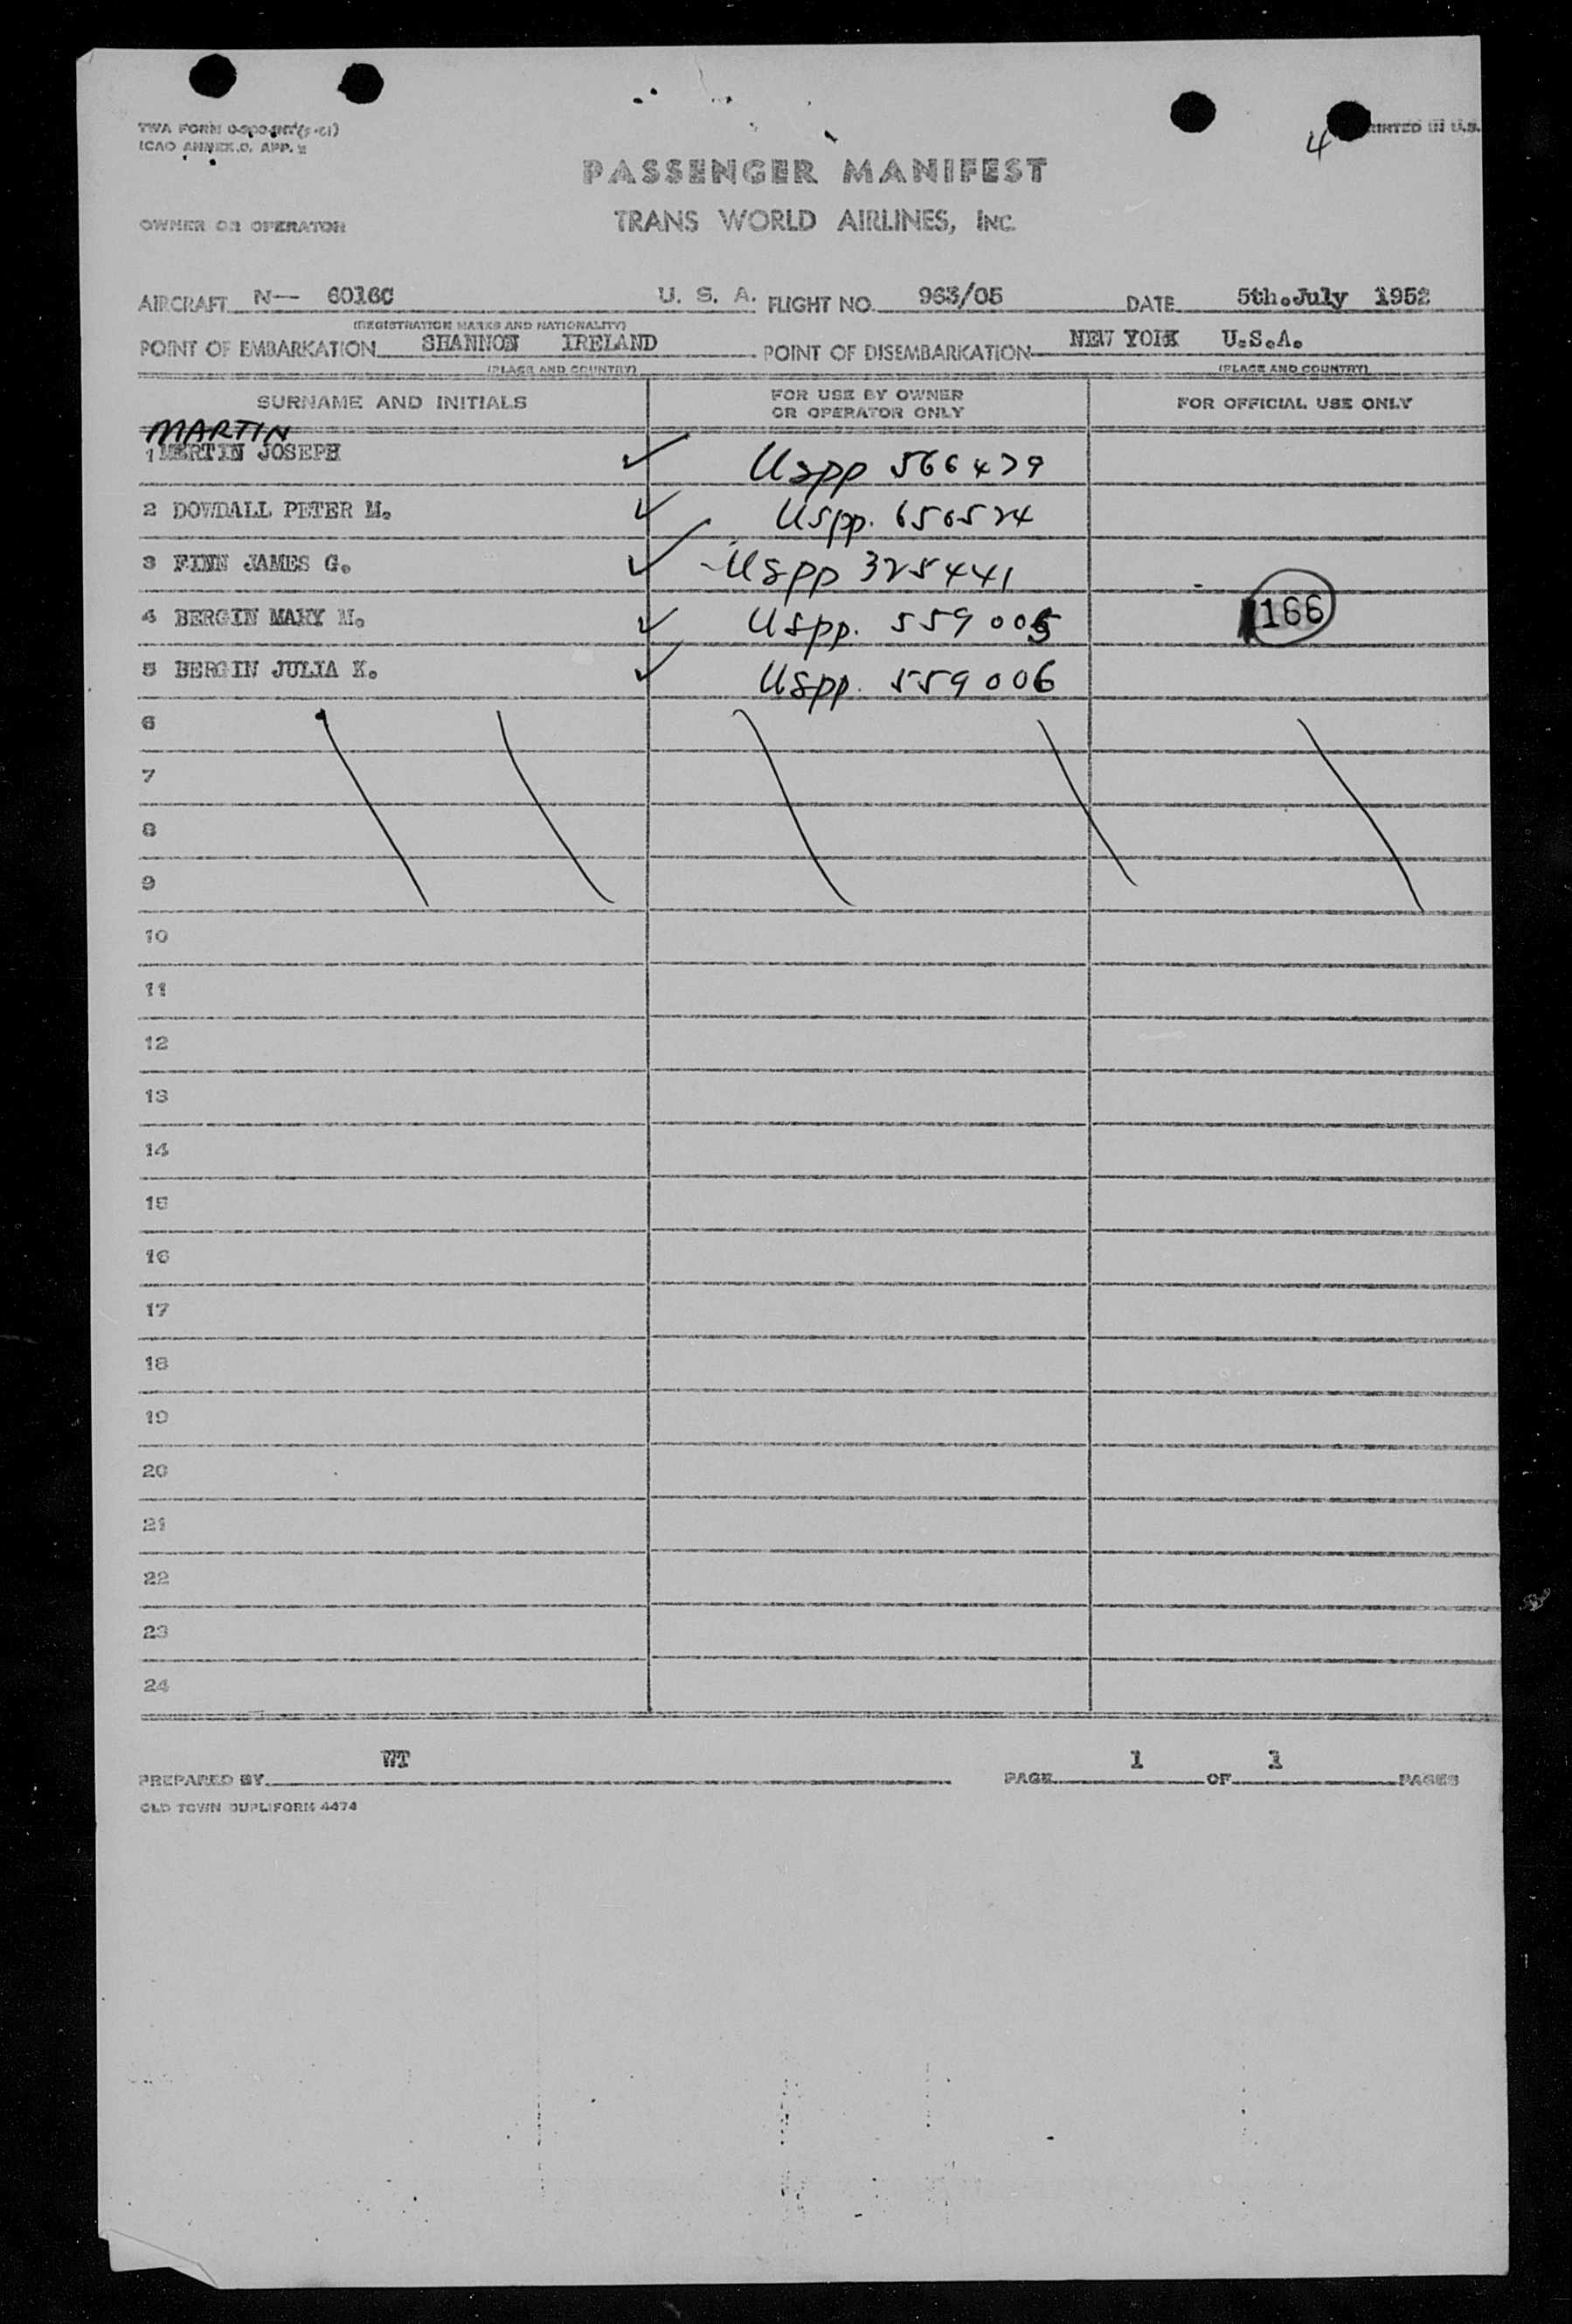 TWA FORM
ICAO ANNEX.9, APP. 2
PRINTED IN U.S.
4
PASSENGER MANIFEST
OWNER OR OPERATOR
TRANS WORLD AIRLINES, INC.
AIRCRAFT N— 6016C U. S. A. FLIGHT NO. 963/05 DATE 5th.July 1952
(REGISTRATION MARKS AND NATIONALITY)
POINT OF EMBARKATION SHANNON IRELAND POINT OF DISEMBARKATION NEW YORK U.S.A.
(PLACE AND COUNTRY) (PLACE AND COUNTRY)
SURNAME AND INITIALS FOR USE BY OWNER OR OPERATOR ONLY FOR OFFICIAL USE ONLY
MARTIN
1 MERTIN JOSEPH ✓ Uspp 566479
2 DOWDALL PETER M. ✓ Uspp. 656524
3 FINN JAMES G. ✓ Uspp 325441
4 BERGIN MARY M. ✓ Uspp. 559005 166
5 BERGIN JULIA K. ✓ Uspp. 559006
6
7
8
9
10
11
12
13
14
15
16
17
18
19
20
21
22
23
24
PREPARED BY WT PAGE 1 OF 1 PAGES
OLD TOWN DUPLIFORM 4474